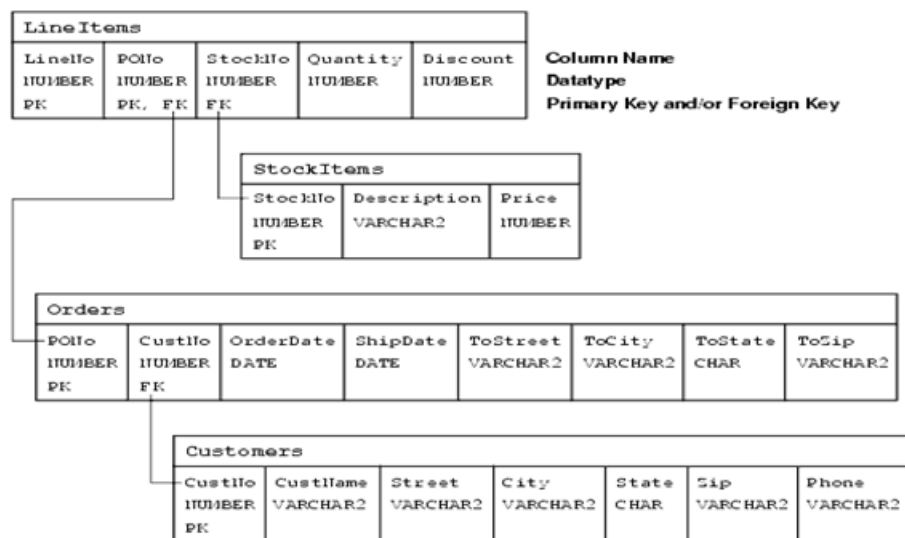 LineItems
LineNo PONo StockNo Quantity Discount Column Name
NUMBER NUMBER NUMBER NUMBER NUMBER Datatype
PK PK, FK FK Primary Key and/or Foreign Key
StockItems
StockNo Description Price
NUMBER VARCHAR2 NUMBER
PK
Orders
PONo CustNo OrderDate ShipDate ToStreet ToCity ToState ToZip
NUMBER NUMBER DATE DATE VARCHAR2 VARCHAR2 CHAR VARCHAR2
PK FK
Customers
CustNo CustName Street City State Zip Phone
NUMBER VARCHAR2 VARCHAR2 VARCHAR2 CHAR VARCHAR2 VARCHAR2
PK